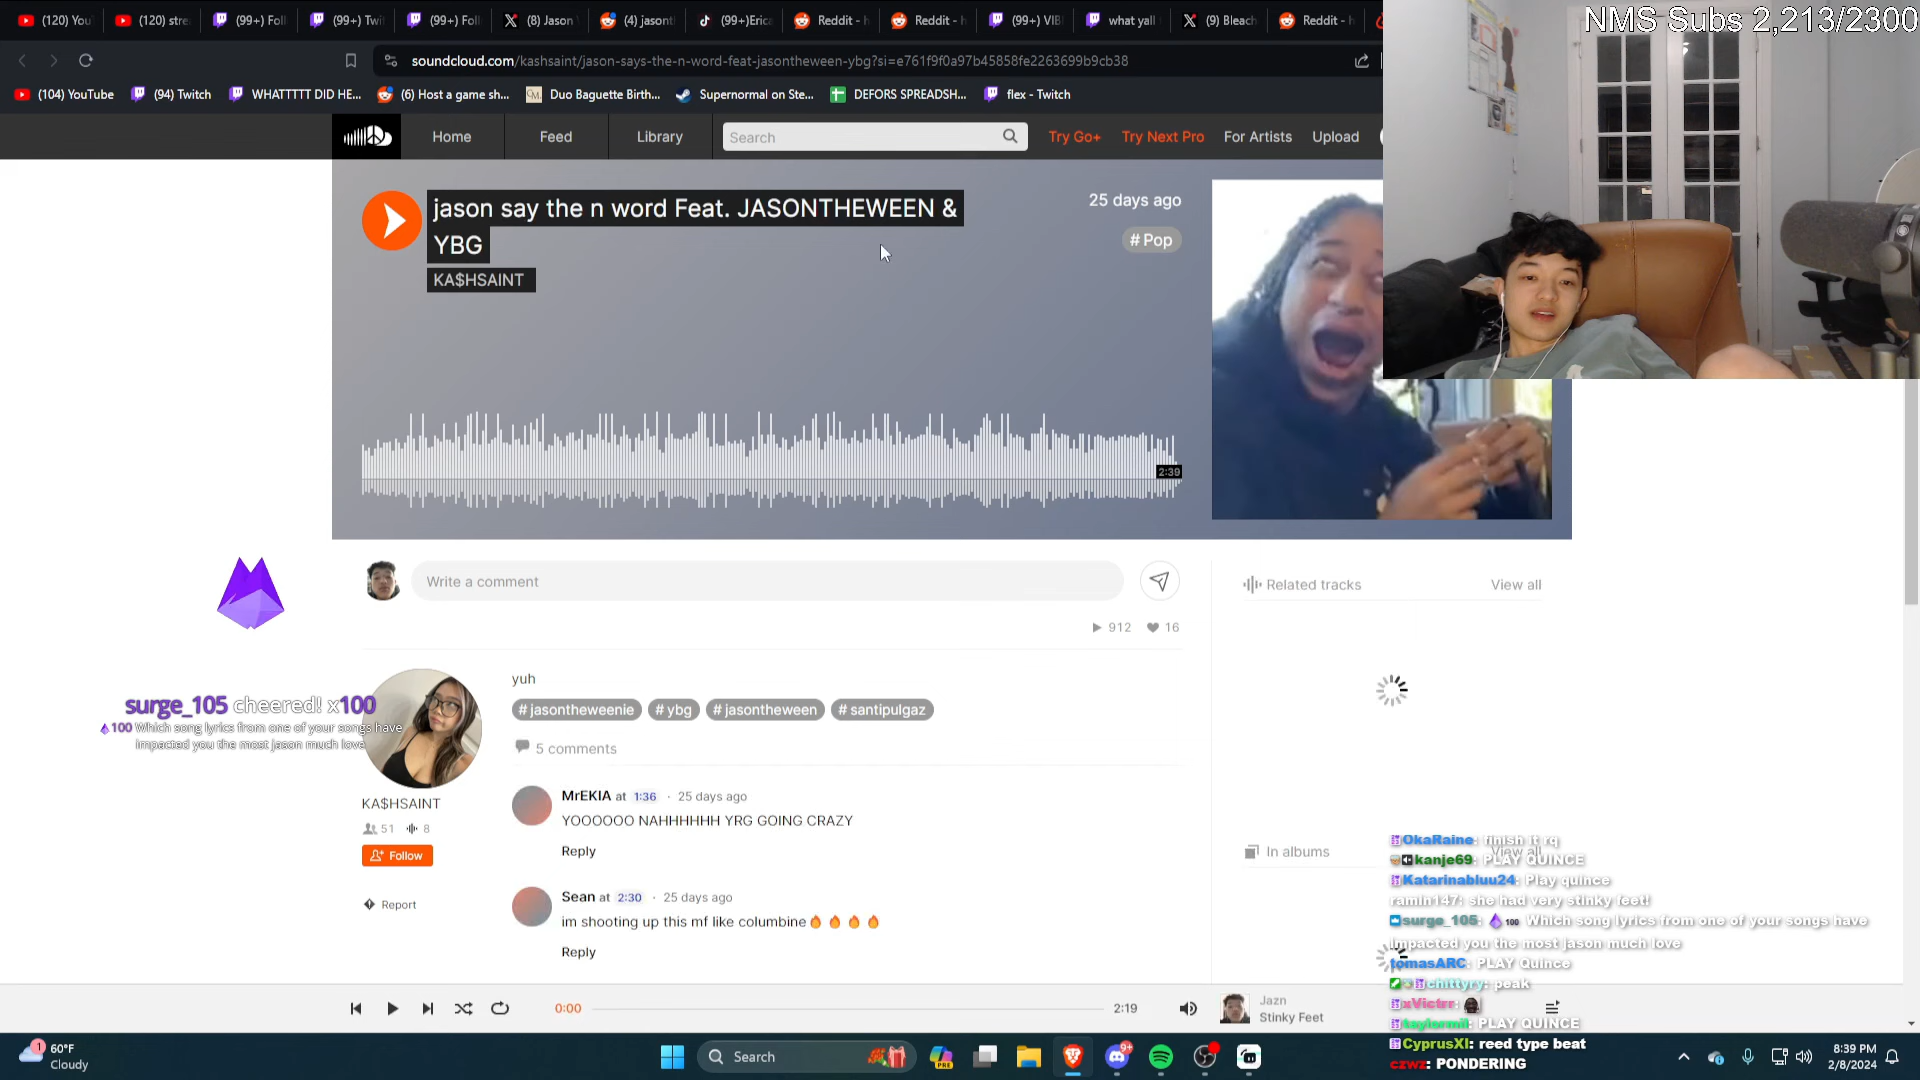 (120) You
(120) stre
(99+) Foll
(99+) Twi
(99+) Foll
(8) Jason
(4) jasont
(99+)Erica
Reddit - h
Reddit - h
(99+) VIB
what yall
(9) Bleach
Reddit - h
NMS Subs 2,213/2300
soundcloud.com/kashsaint/jason-says-the-n-word-feat-jasontheween-ybg?si=e761f9f0a97b45858fe2263699b9cb38
(104) YouTube
(94) Twitch
WHATTTTT DID HE...
(6) Host a game sh...
Duo Baguette Birth...
Supernormal on Ste...
DEFORS SPREADSH...
flex - Twitch
Home
Feed
Library
Search
Try Go+
Try Next Pro
For Artists
Upload
jason say the n word Feat. JASONTHEWEEN &
YBG
KA$HSAINT
25 days ago
# Pop
2:39
Write a comment
912
16
Related tracks
View all
yuh
# jasontheweenie
# ybg
# jasontheween
# santipulgaz
5 comments
surge_105 cheered! x100
100 Which song lyrics from one of your songs have
impacted you the most jason much love
KA$HSAINT
51
8
Follow
Report
MrEKIA at 1:36 · 25 days ago
YOOOOOO NAHHHHHH YRG GOING CRAZY
Reply
Sean at 2:30 · 25 days ago
im shooting up this mf like columbine
Reply
In albums
View all
OkaRaine: finish it rq
kanje69: PLAY QUINCE
Katarinabluu24: Play quince
ramin147: she had very stinky feet!
surge_105: 100 Which song lyrics from one of your songs have
impacted you the most jason much love
tomasARC: PLAY Quince
chittyry: peak
xVictrr:
taylormii: PLAY QUINCE
CyprusXI: reed type beat
czwz: PONDERING
0:00
2:19
Jazn
Stinky Feet
1
60°F
Cloudy
Search
PRE
9+
8:39 PM
2/8/2024